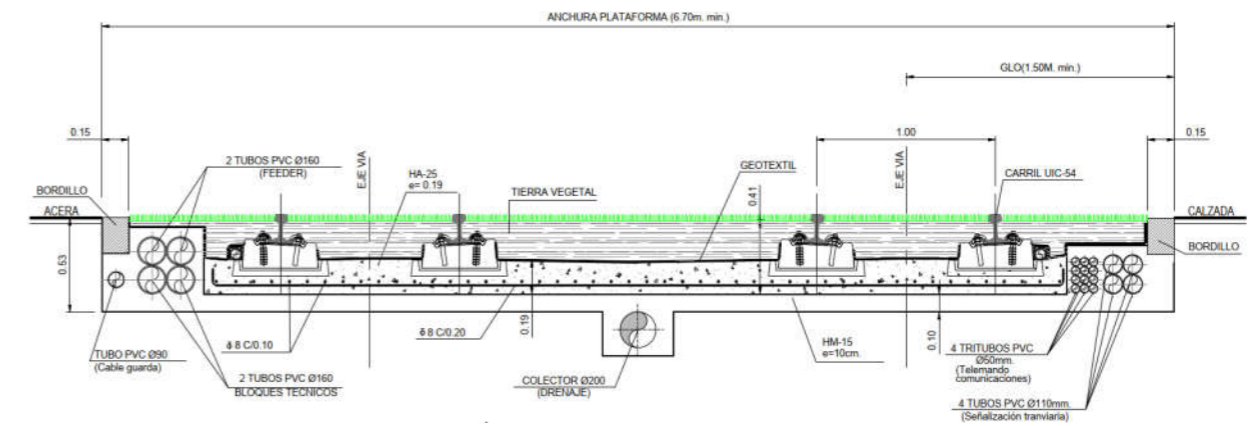 ANCHURA PLATAFORMA (6.70m. min.)
GLO(1.50M. min.)
0.15
1.00
0.15
2 TUBOS PVC Ø160
(FEEDER)
EJE VIA
HA-25
e= 0.19
TIERRA VEGETAL
GEOTEXTIL
0.41
EJE VIA
CARRIL UIC-54
BORDILLO
ACERA
CALZADA
BORDILLO
0.53
TUBO PVC Ø90
(Cable guarda)
8 C/0.10
2 TUBOS PVC Ø160
BLOQUES TECNICOS
8 C/0.20
0.19
COLECTOR Ø200
(DRENAJE)
HM-15
e=10cm.
0.10
4 TRITUBOS PVC
Ø50mm.
(Telemando
comunicaciones)
4 TUBOS PVC Ø110mm.
(Señalización tranviaria)